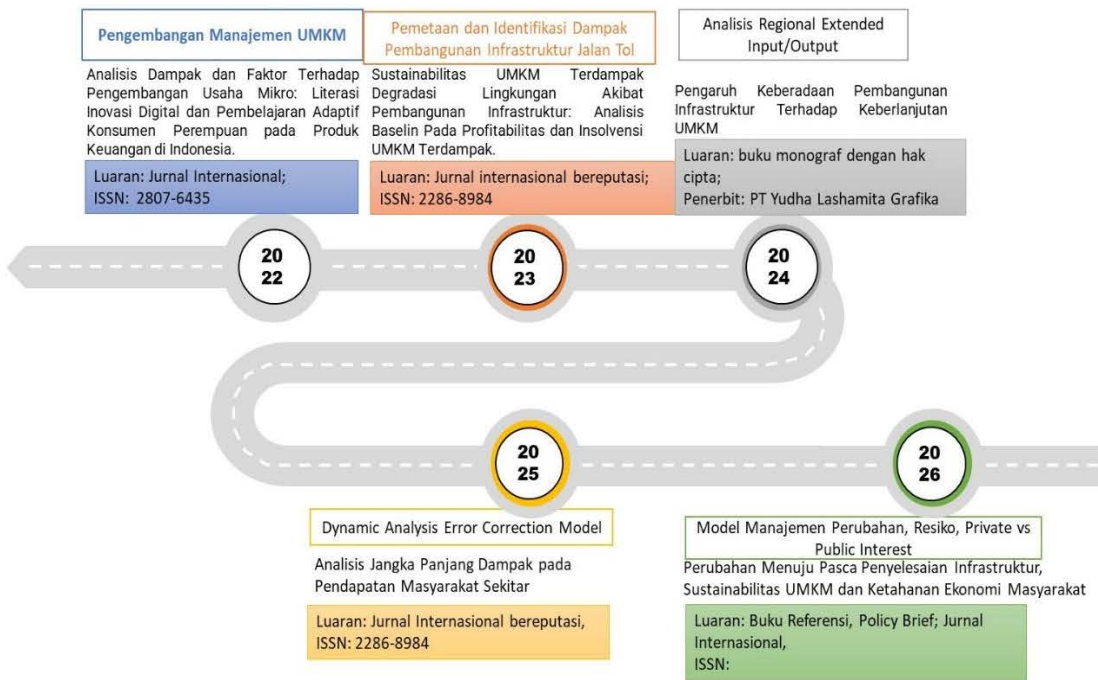 Pengembangan Manajemen UMKM
Analisis Dampak dan Faktor Terhadap
Pengembangan Usaha Mikro: Literasi
Inovasi Digital dan Pembelajaran Adaptif
Konsumen Perempuan pada Produk
Keuangan di Indonesia.
Luaran: Jurnal Internasional;
ISSN: 2807-6435
Pemetaan dan Identifikasi Dampak
Pembangunan Infrastruktur Jalan Tol
Sustainabilitas UMKM Terdampak
Degradasi Lingkungan Akibat
Pembangunan Infrastruktur: Analisis
Baselin Pada Profitabilitas dan Insolvensi
UMKM Terdampak.
Luaran: Jurnal internasional bereputasi;
ISSN: 2286-8984
Analisis Regional Extended
Input/Output
Pengaruh Keberadaan Pembangunan
Infrastruktur Terhadap Keberlanjutan
UMKM
Luaran: buku monograf dengan hak
cipta;
Penerbit: PT Yudha Lashamita Grafika
20
22
20
23
20
24
20
25
20
26
Dynamic Analysis Error Correction Model
Analisis Jangka Panjang Dampak pada
Pendapatan Masyarakat Sekitar
Luaran: Jurnal Internasional bereputasi,
ISSN: 2286-8984
Model Manajemen Perubahan, Resiko, Private vs
Public Interest
Perubahan Menuju Pasca Penyelesaian Infrastruktur,
Sustainabilitas UMKM dan Ketahanan Ekonomi Masyarakat
Luaran: Buku Referensi, Policy Brief; Jurnal
Internasional,
ISSN: